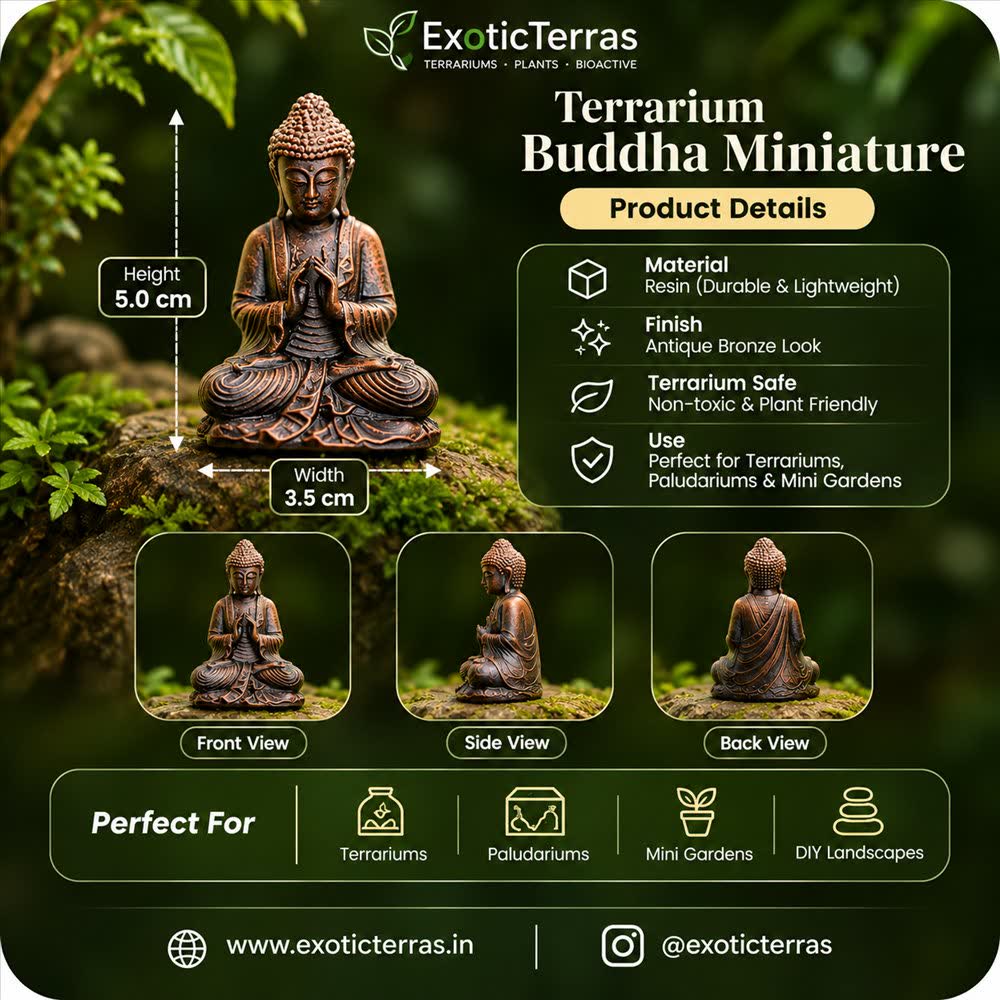 ExoticTerras
TERRARIUMS · PLANTS · BIOACTIVE
Terrarium
Buddha Miniature
Product Details
Height
5.0 cm
Width
3.5 cm
Material
Resin (Durable & Lightweight)
Finish
Antique Bronze Look
Terrarium Safe
Non-toxic & Plant Friendly
Use
Perfect for Terrariums,
Paludariums & Mini Gardens
Front View
Side View
Back View
Perfect For
Terrariums
Paludariums
Mini Gardens
DIY Landscapes
www.exoticterras.in
@exoticterras